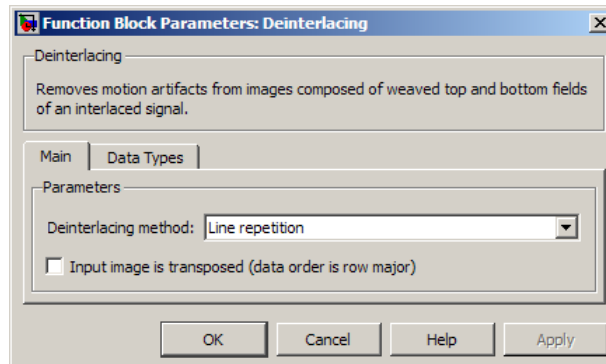 Function Block Parameters: Deinterlacing
Deinterlacing
Removes motion artifacts from images composed of weaved top and bottom fields
of an interlaced signal.
Main
Data Types
Parameters
Deinterlacing method: Line repetition
Input image is transposed (data order is row major)
OK Cancel Help Apply